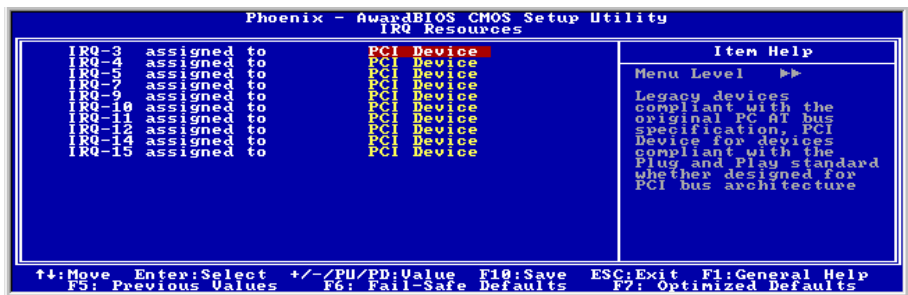 Phoenix - AwardBIOS CMOS Setup Utility
IRQ Resources
IRQ-3 assigned to PCI Device
IRQ-4 assigned to PCI Device
IRQ-5 assigned to PCI Device
IRQ-7 assigned to PCI Device
IRQ-9 assigned to PCI Device
IRQ-10 assigned to PCI Device
IRQ-11 assigned to PCI Device
IRQ-12 assigned to PCI Device
IRQ-14 assigned to PCI Device
IRQ-15 assigned to PCI Device
Item Help
Menu Level ►►
Legacy devices
compliant with the
original PC AT bus
specification, PCI
Device for devices
compliant with the
Plug and Play standard
whether designed for
PCI bus architecture
↑↓:Move Enter:Select +/-/PU/PD:Value F10:Save ESC:Exit F1:General Help
F5: Previous Values F6: Fail-Safe Defaults F7: Optimized Defaults